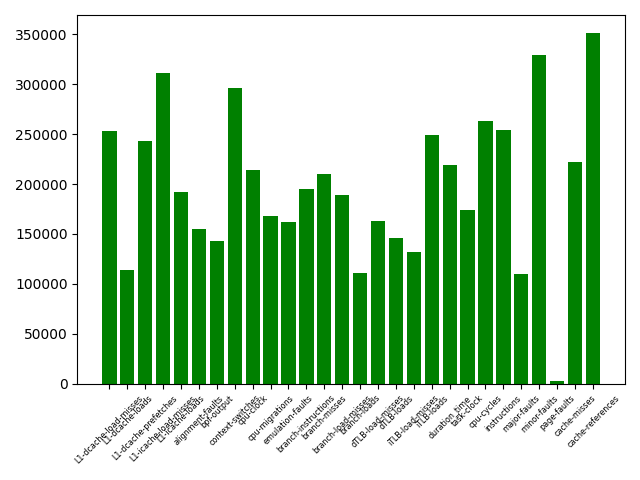 350000
300000
250000
200000
150000
100000
50000
0
L1-dcache-load-misses
L1-dcache-loads
L1-dcache-prefetches
L1-icache-load-misses
L1-icache-loads
alignment-faults
bpf-output
context-switches
cpu-clock
cpu-migrations
emulation-faults
branch-instructions
branch-misses
branch-load-misses
branch-loads
dTLB-load-misses
dTLB-loads
iTLB-load-misses
iTLB-loads
duration_time
task-clock
cpu-cycles
instructions
major-faults
minor-faults
page-faults
cache-misses
cache-references